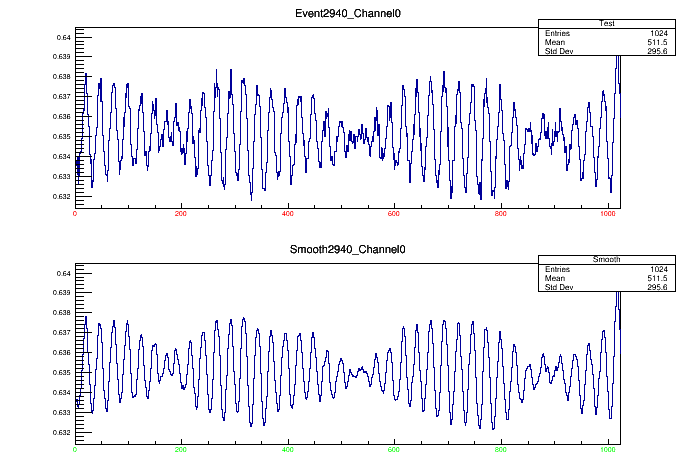 Event2940_Channel0
Test
Entries 1024
Mean 511.5
Std Dev 295.6
0.64
0.639
0.638
0.637
0.636
0.635
0.634
0.633
0.632
0 200 400 600 800 1000
Smooth2940_Channel0
Smooth
Entries 1024
Mean 511.5
Std Dev 295.6
0.64
0.639
0.638
0.637
0.636
0.635
0.634
0.633
0.632
0 200 400 600 800 1000